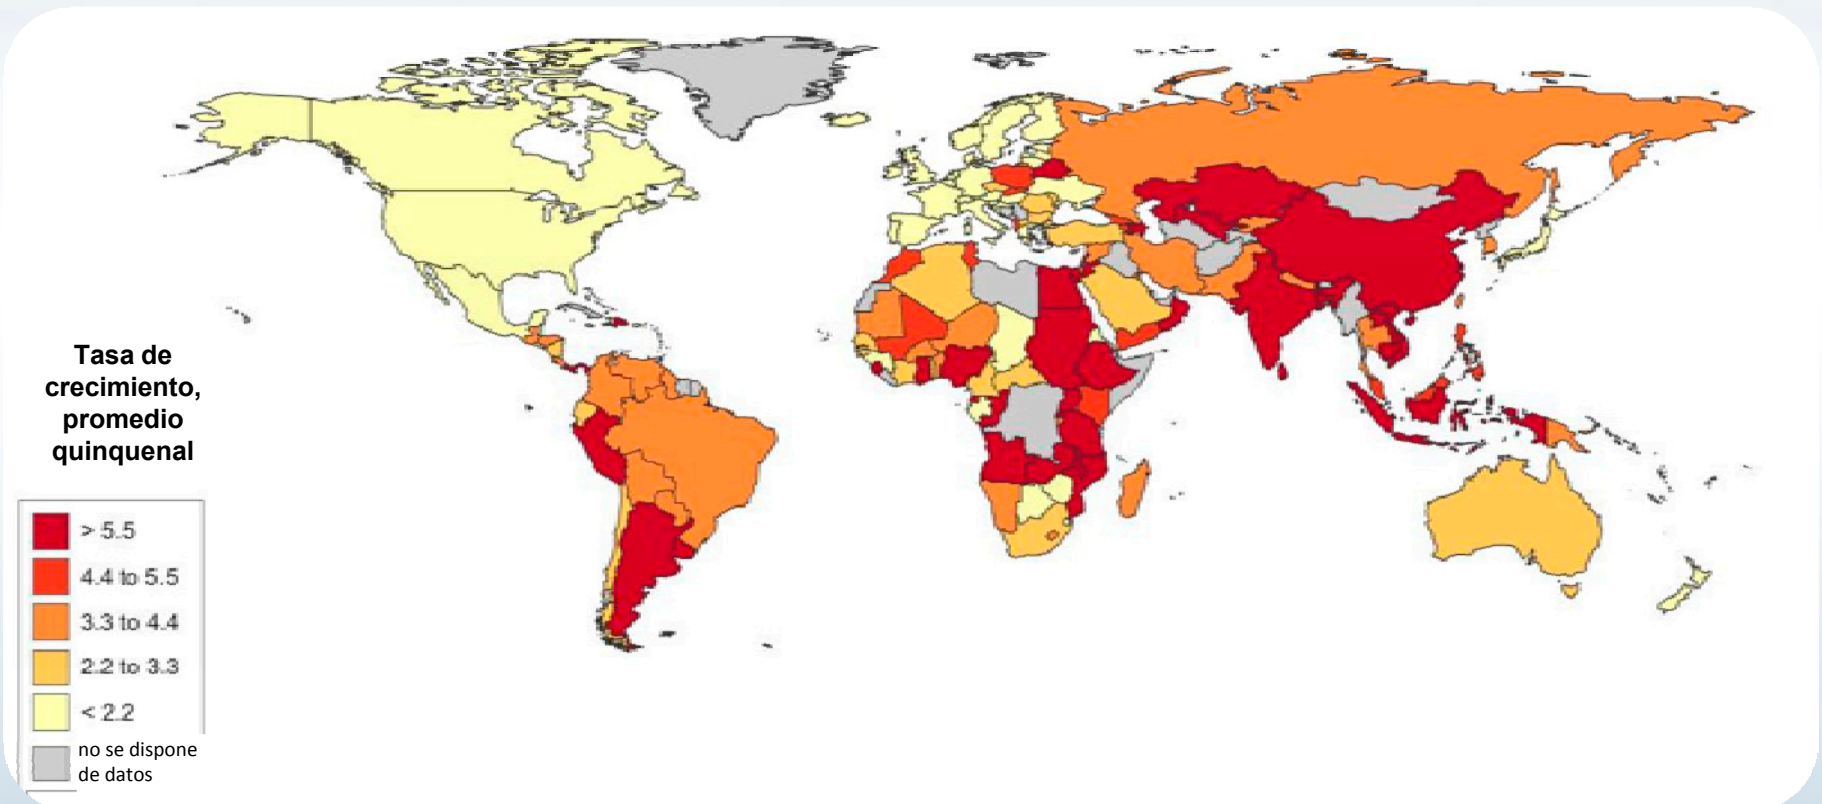 Tasa de
crecimiento,
promedio
quinquenal
> 5.5
4.4 to 5.5
3.3 to 4.4
2.2 to 3.3
< 2.2
no se dispone
de datos